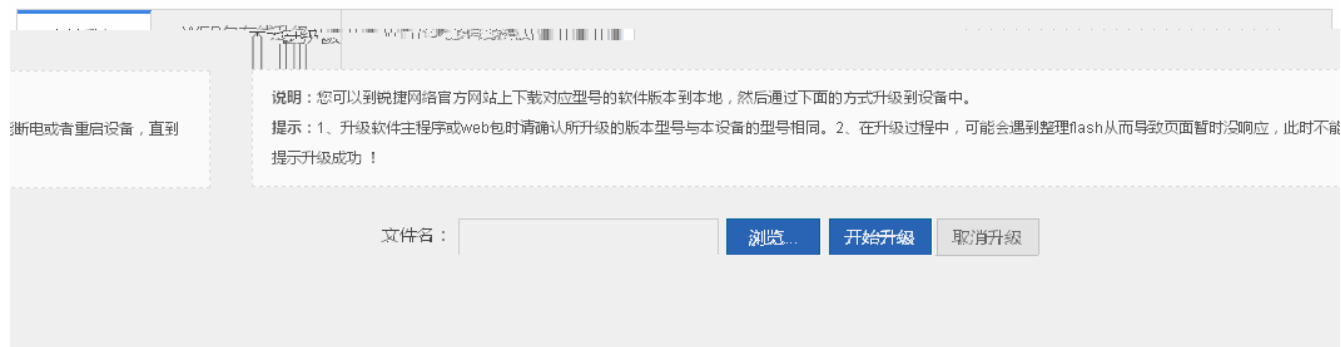 说明：您可以到锐捷网络官方网站上下载对应型号的软件版本到本地，然后通过下面的方式升级到设备中。
断电或者重启设备，直到
提示：1、升级软件主程序或web包时请确认所升级的版本型号与本设备的型号相同。2、在升级过程中，可能会遇到整理flash从而导致页面暂时没响应，此时不能
提示升级成功！
文件名：
浏览... 开始升级 取消升级